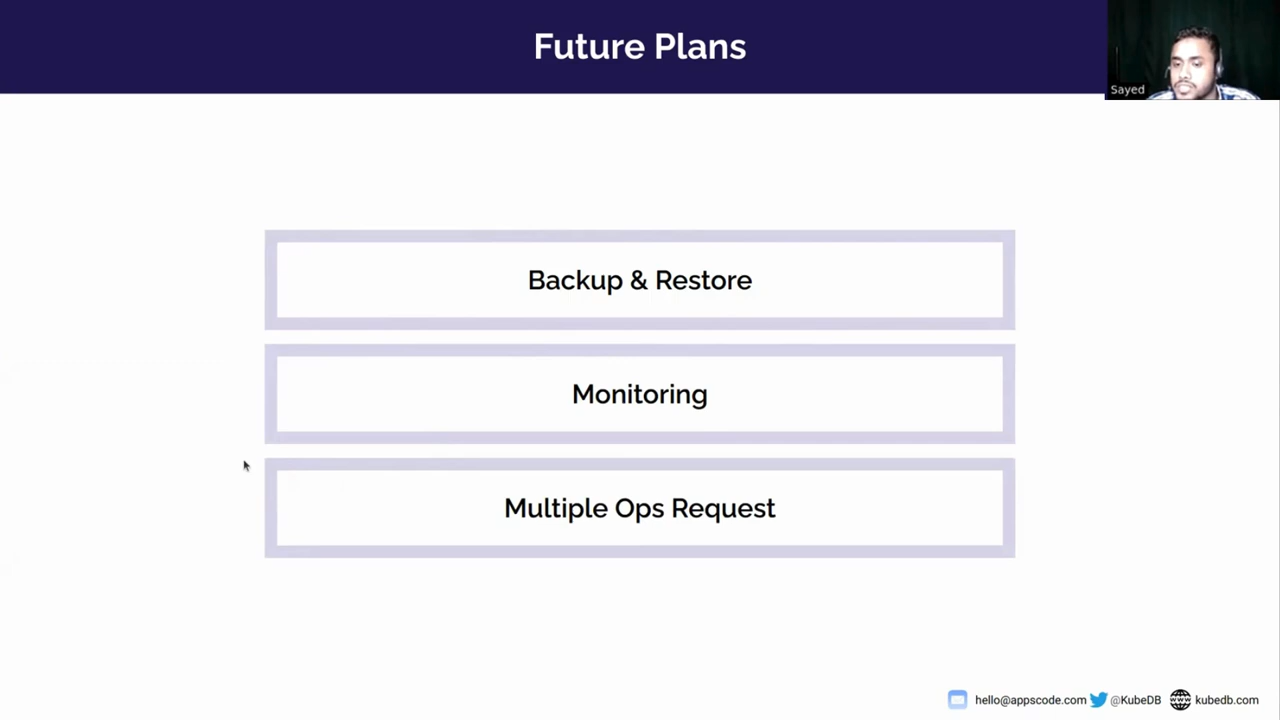 Future Plans
Sayed
Backup & Restore
Monitoring
Multiple Ops Request
hello@appscode.com @KubeDB kubedb.com